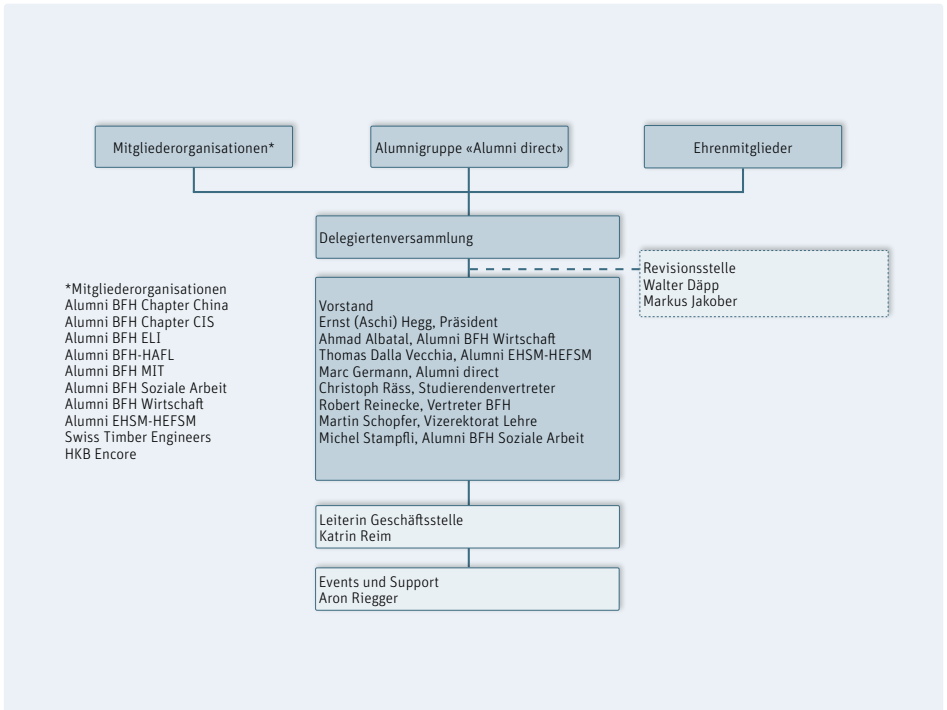 Mitgliederorganisationen*
Alumnigruppe «Alumni direct»
Ehrenmitglieder
Delegiertenversammlung
Revisionsstelle
Walter Däpp
Markus Jakober
*Mitgliederorganisationen
Alumni BFH Chapter China
Alumni BFH Chapter CIS
Alumni BFH ELI
Alumni BFH-HAFL
Alumni BFH MIT
Alumni BFH Soziale Arbeit
Alumni BFH Wirtschaft
Alumni EHSM-HEFSM
Swiss Timber Engineers
HKB Encore
Vorstand
Ernst (Aschi) Hegg, Präsident
Ahmad Albatal, Alumni BFH Wirtschaft
Thomas Dalla Vecchia, Alumni EHSM-HEFSM
Marc Germann, Alumni direct
Christoph Räss, Studierendenvertreter
Robert Reinecke, Vertreter BFH
Martin Schopfer, Vizerektorat Lehre
Michel Stampfli, Alumni BFH Soziale Arbeit
Leiterin Geschäftsstelle
Katrin Reim
Events und Support
Aron Riegger